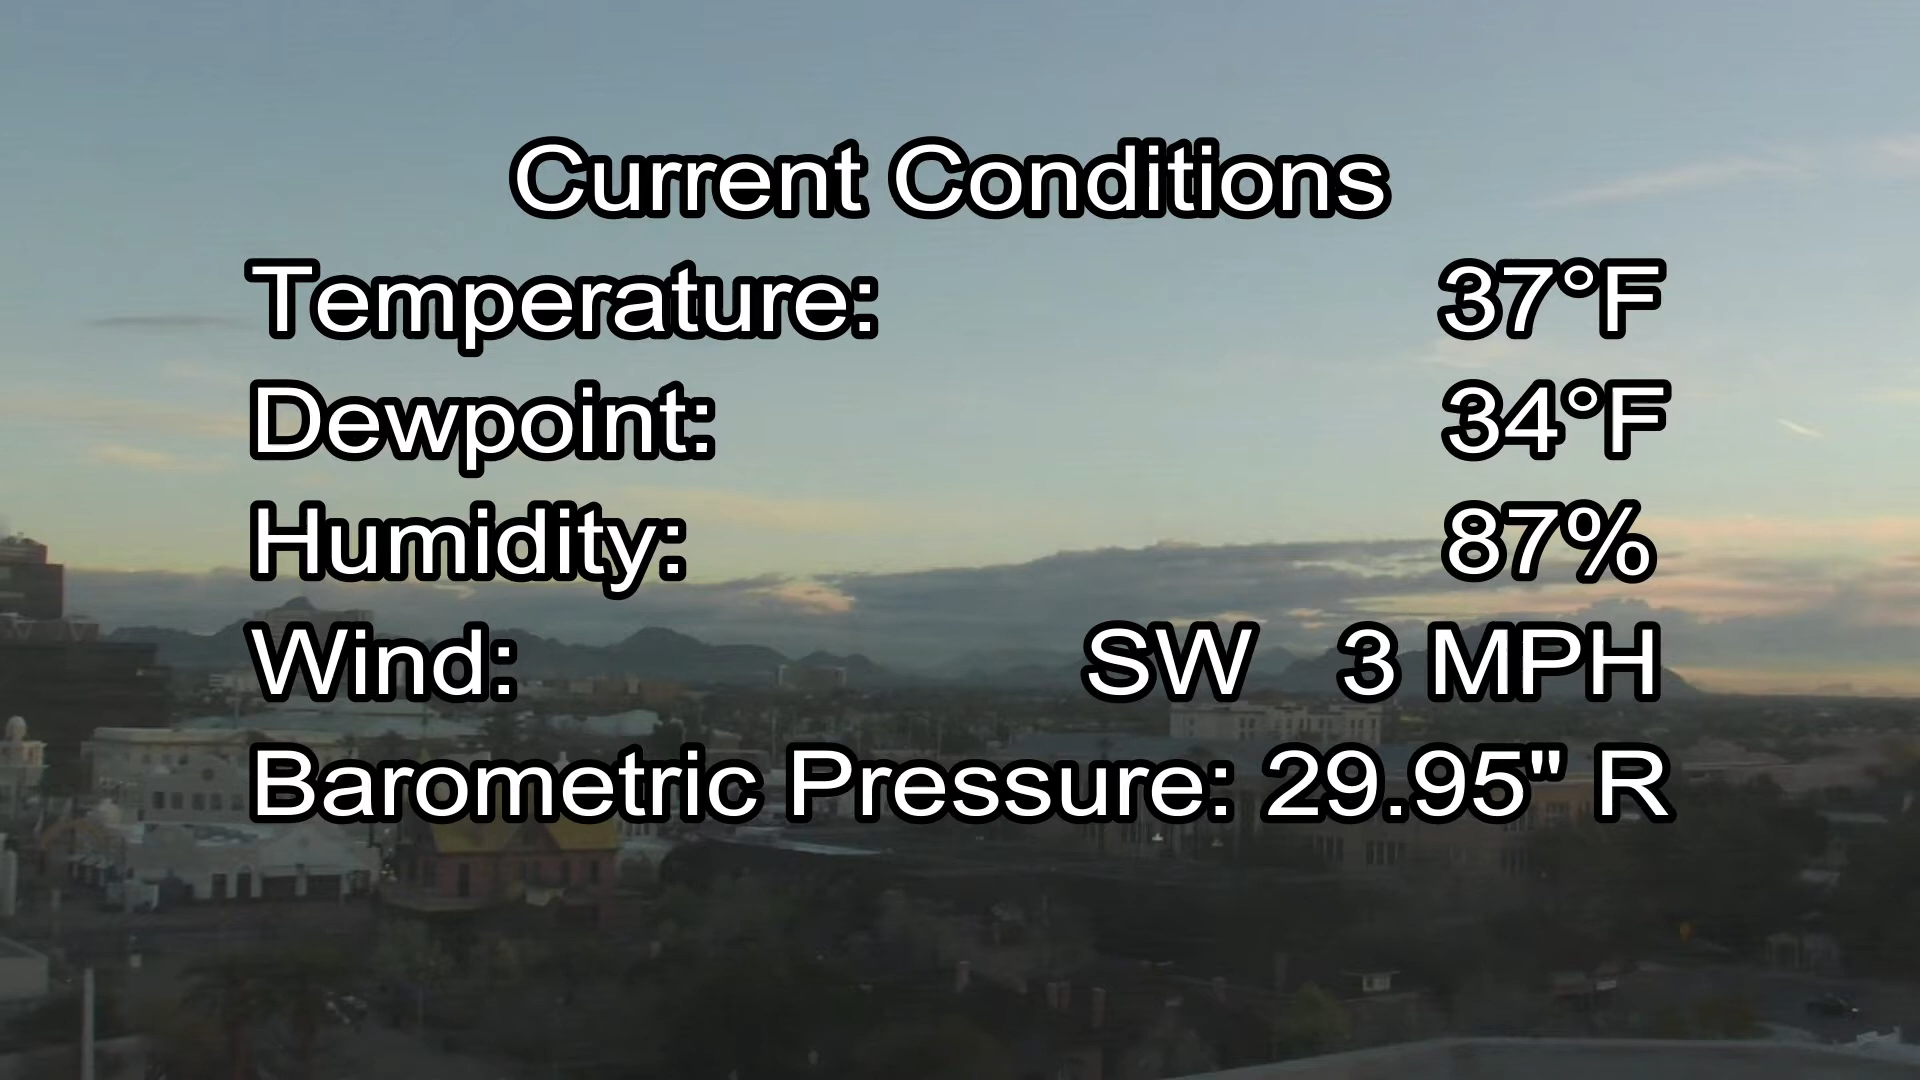 Current Conditions
Temperature: 37°F
Dewpoint: 34°F
Humidity: 87%
Wind: SW 3 MPH
Barometric Pressure: 29.95" R